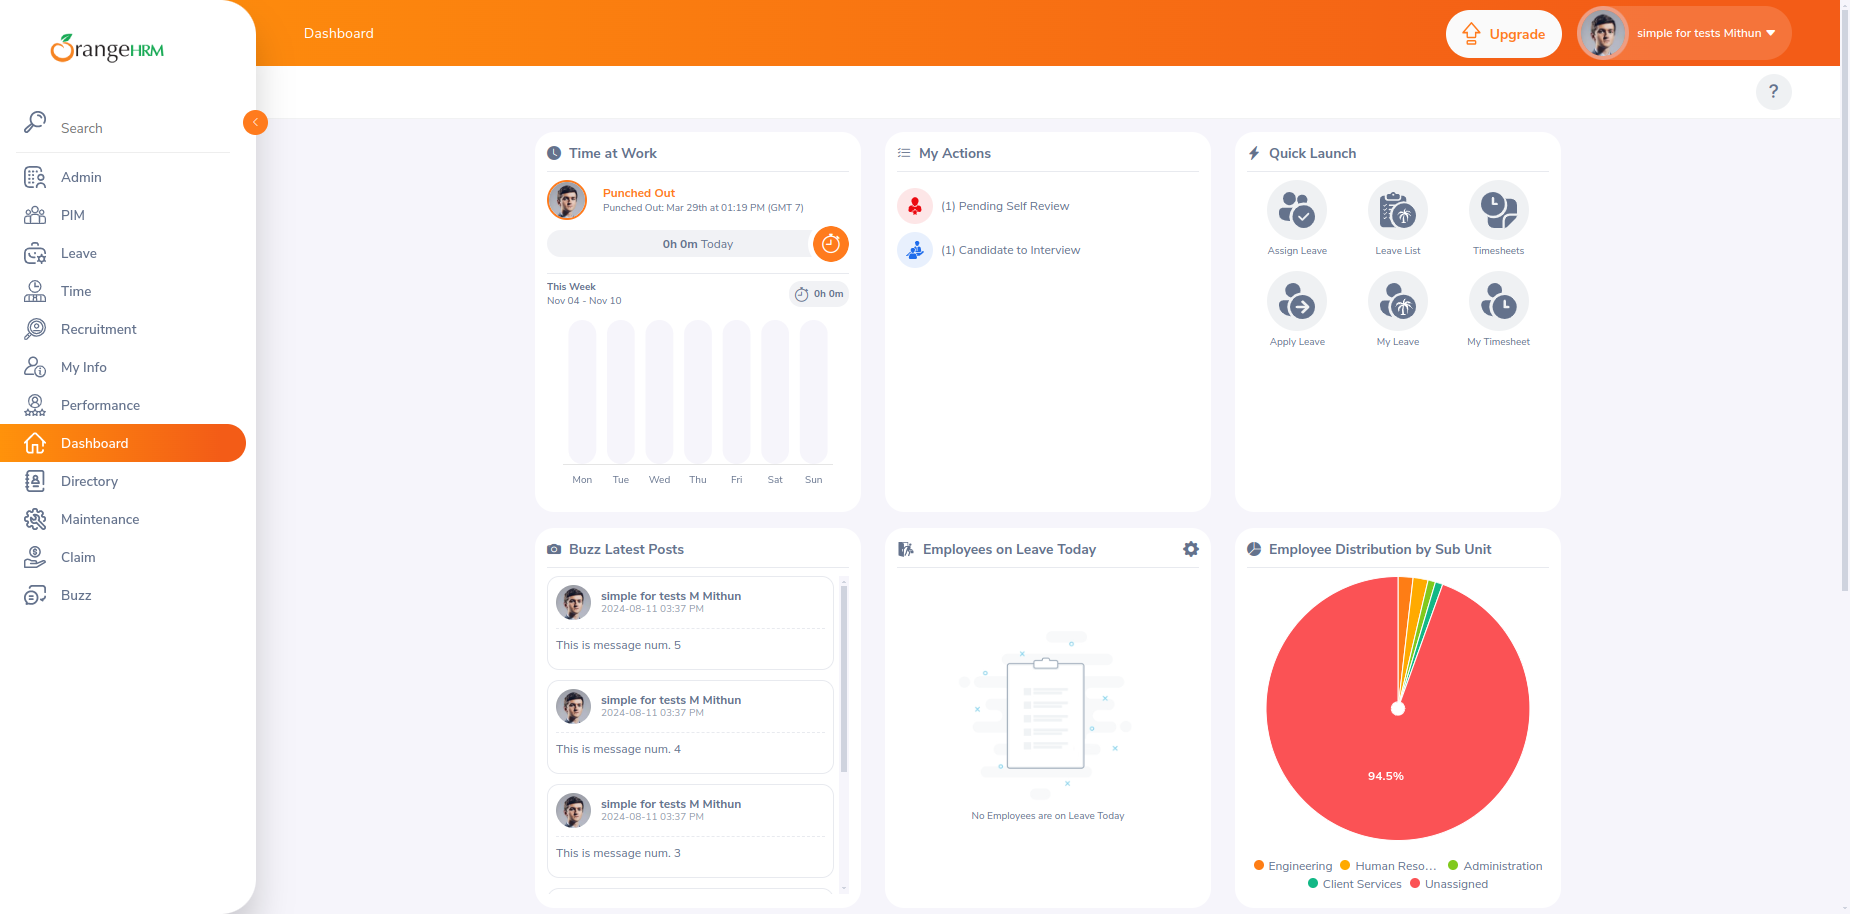 OrangeHRM
Dashboard
Upgrade
simple for tests Mithun
?
Search
Admin
PIM
Leave
Time
Recruitment
My Info
Performance
Dashboard
Directory
Maintenance
Claim
Buzz
Time at Work
Punched Out
Punched Out: Mar 29th at 01:19 PM (GMT 7)
0h 0m Today
This Week
Nov 04 - Nov 10
0h 0m
Mon Tue Wed Thu Fri Sat Sun
My Actions
(1) Pending Self Review
(1) Candidate to Interview
Quick Launch
Assign Leave
Leave List
Timesheets
Apply Leave
My Leave
My Timesheet
Buzz Latest Posts
simple for tests M Mithun
2024-08-11 03:37 PM
This is message num. 5
simple for tests M Mithun
2024-08-11 03:37 PM
This is message num. 4
simple for tests M Mithun
2024-08-11 03:37 PM
This is message num. 3
Employees on Leave Today
No Employees are on Leave Today
Employee Distribution by Sub Unit
94.5%
Engineering Human Reso... Administration
Client Services Unassigned